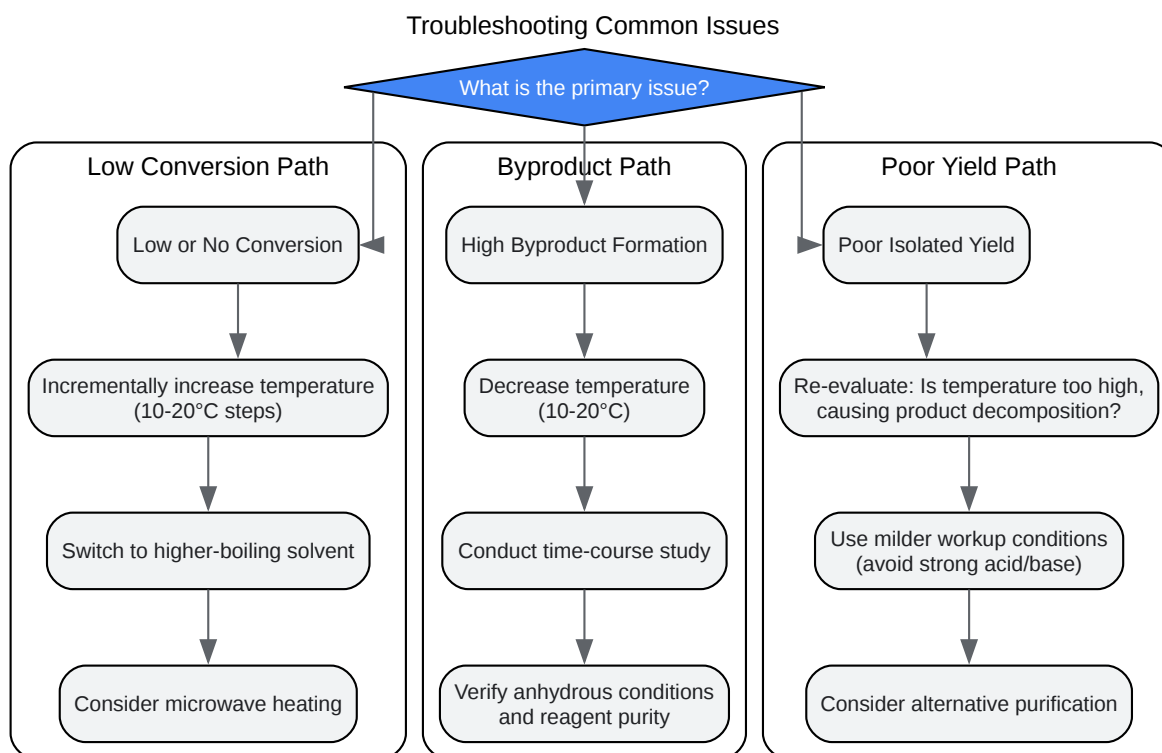 Troubleshooting Common Issues
What is the primary issue?
Low Conversion Path
Low or No Conversion
Incrementally increase temperature
(10-20°C steps)
Switch to higher-boiling solvent
Consider microwave heating
Byproduct Path
High Byproduct Formation
Decrease temperature
(10-20°C)
Conduct time-course study
Verify anhydrous conditions
and reagent purity
Poor Yield Path
Poor Isolated Yield
Re-evaluate: Is temperature too high,
causing product decomposition?
Use milder workup conditions
(avoid strong acid/base)
Consider alternative purification